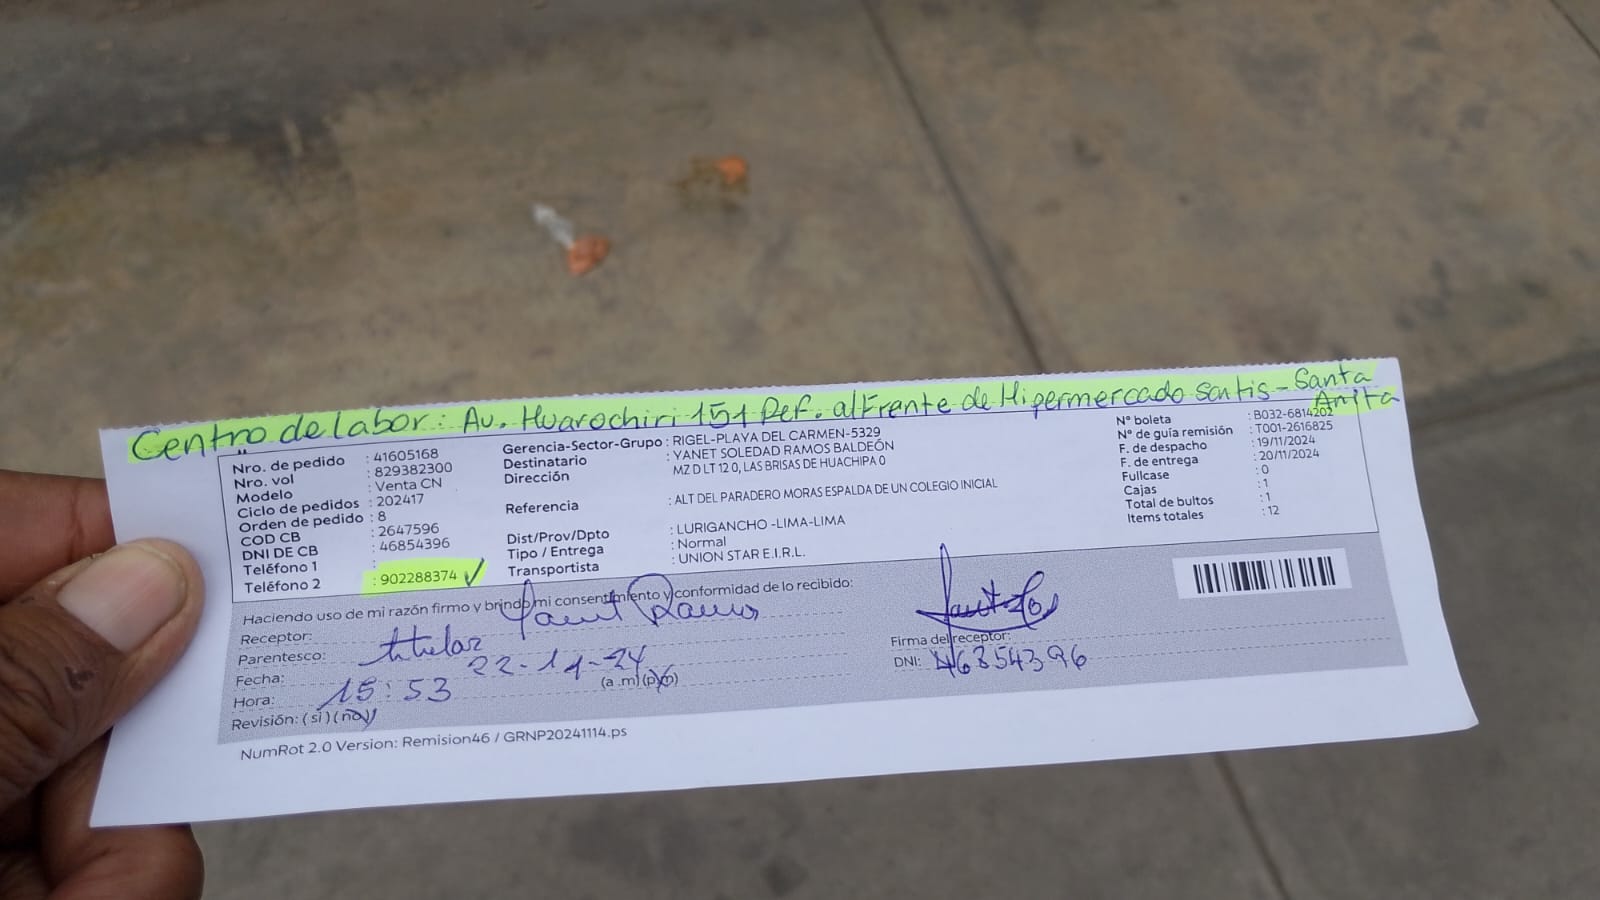 Centro de labor: Av. Huarochiri 151 Ref. al Frente de Hipermercado Santis - Santa Anita
Nro. de pedido : 41605168
Nro. vol : 829382300
Modelo : Venta CN
Ciclo de pedidos : 202417
Orden de pedido : 8
COD CB : 2647596
DNI DE CB : 46854396
Teléfono 1
Teléfono 2 : 902288374 ✓
Gerencia-Sector-Grupo : RIGEL-PLAYA DEL CARMEN-5329
Destinatario : YANET SOLEDAD RAMOS BALDEÓN
Dirección MZ D LT 12 0, LAS BRISAS DE HUACHIPA 0
Referencia : ALT DEL PARADERO MORAS ESPALDA DE UN COLEGIO INICIAL
Dist/Prov/Dpto : LURIGANCHO -LIMA-LIMA
Tipo / Entrega : Normal
Transportista : UNION STAR E.I.R.L.
N° boleta : B032-6814202
N° de guía remisión : T001-2616825
F. de despacho : 19/11/2024
F. de entrega : 20/11/2024
Fullcase : 0
Cajas : 1
Total de bultos : 1
Items totales : 12
Haciendo uso de mi razón firmo y brindo mi consentimiento y conformidad de lo recibido:
Receptor: Ramos
Parentesco: titular
Fecha: 22-11-24
Hora: 15:53 (a.m)(p.m)
Revisión: (si)(no)
Firma del receptor:
DNI: 46854396
NumRot 2.0 Version: Remision46 / GRNP20241114.ps